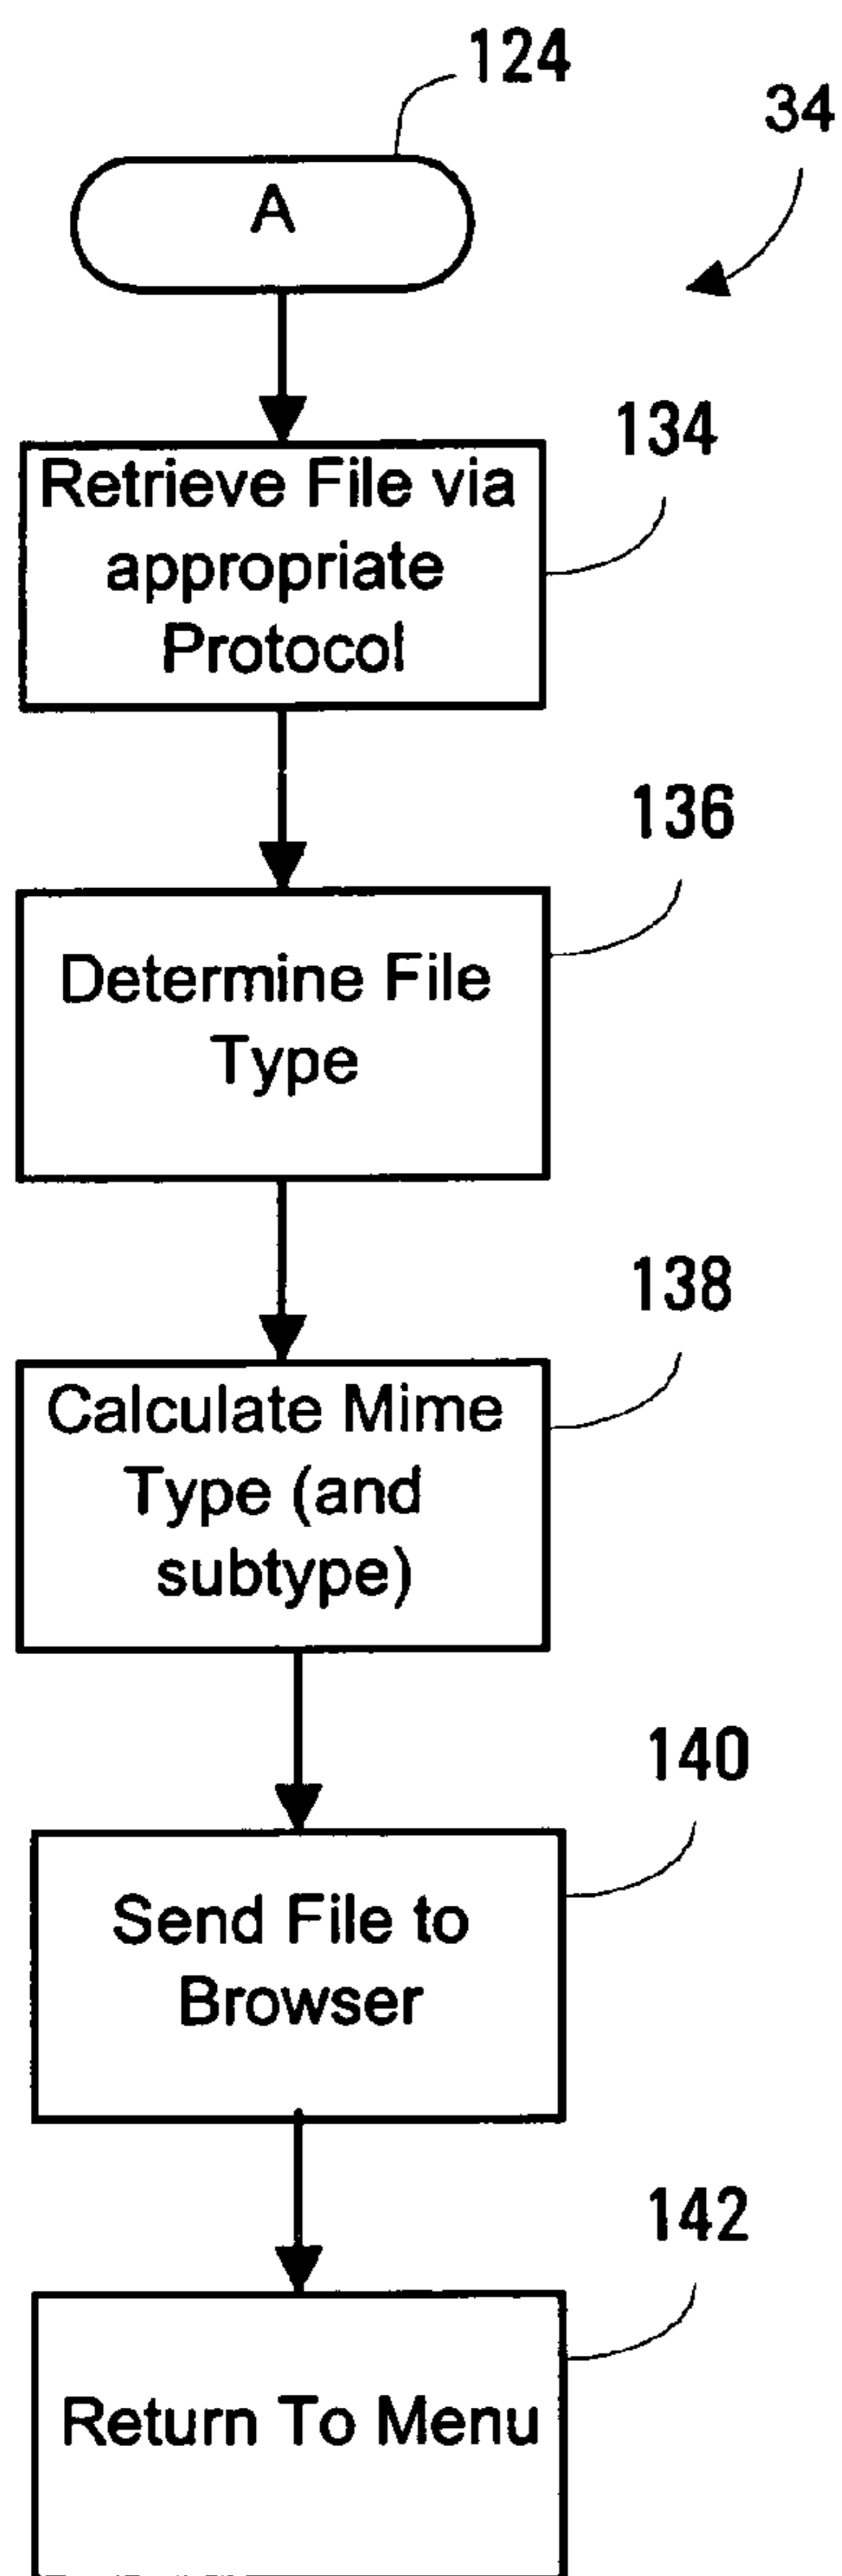 124
34
A
134
Retrieve File via
appropriate
Protocol
136
Determine File
Type
138
Calculate Mime
Type (and
subtype)
140
Send File to
Browser
142
Return To Menu